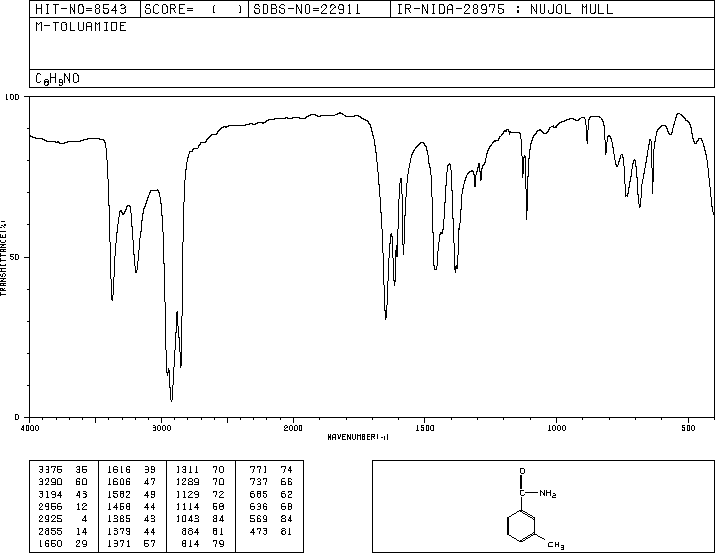 HIT-NO=8543 SCORE= ( ) SDBS-NO=22911 IR-NIDA-28975 : NUJOL MULL
M-TOLUAMIDE
C8H9NO
100
50
0
TRANSMITTANCE(%)
4000 3000 2000 1500 1000 500
WAVENUMBER(-1)
3375 35 1616 39 1311 70 771 74
3290 60 1606 47 1289 70 737 66
3194 43 1582 49 1129 72 685 62
2956 12 1458 44 1114 60 636 68
2925 4 1385 43 1043 84 569 84
2855 14 1379 44 884 81 473 81
1650 29 1371 57 814 79
O
C—NH2
CH3